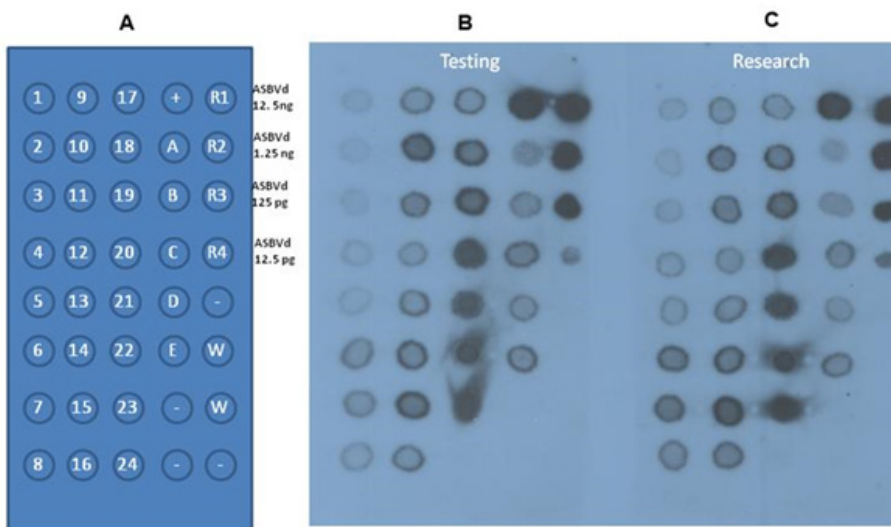 A
B
C
Testing
Research
1 9 17 + R1 ASBVd 12.5ng
2 10 18 A R2 ASBVd 1.25 ng
3 11 19 B R3 ASBVd 125 pg
4 12 20 C R4 ASBVd 12.5 pg
5 13 21 D -
6 14 22 E W
7 15 23 - W
8 16 24 - -